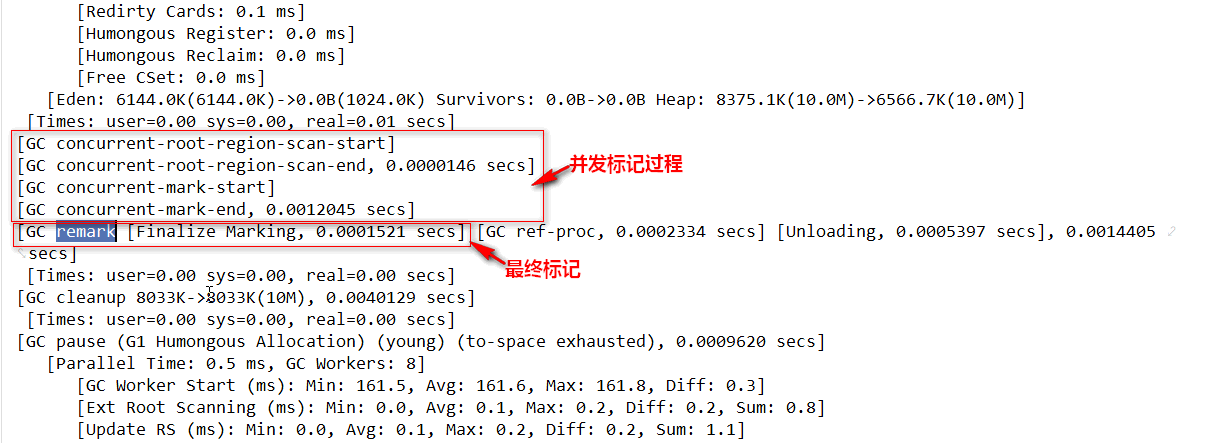 [Redirty Cards: 0.1 ms]
[Humongous Register: 0.0 ms]
[Humongous Reclaim: 0.0 ms]
[Free CSet: 0.0 ms]
[Eden: 6144.0K(6144.0K)->0.0B(1024.0K) Survivors: 0.0B->0.0B Heap: 8375.1K(10.0M)->6566.7K(10.0M)]
[Times: user=0.00 sys=0.00, real=0.01 secs]
[GC concurrent-root-region-scan-start]
[GC concurrent-root-region-scan-end, 0.0000146 secs]
并发标记过程
[GC concurrent-mark-start]
[GC concurrent-mark-end, 0.0012045 secs]
[GC remark [Finalize Marking, 0.0001521 secs] [GC ref-proc, 0.0002334 secs] [Unloading, 0.0005397 secs], 0.0014405
secs]
最终标记
[Times: user=0.00 sys=0.00, real=0.00 secs]
[GC cleanup 8033K->8033K(10M), 0.0040129 secs]
[Times: user=0.00 sys=0.00, real=0.00 secs]
[GC pause (G1 Humongous Allocation) (young) (to-space exhausted), 0.0009620 secs]
[Parallel Time: 0.5 ms, GC Workers: 8]
[GC Worker Start (ms): Min: 161.5, Avg: 161.6, Max: 161.8, Diff: 0.3]
[Ext Root Scanning (ms): Min: 0.0, Avg: 0.1, Max: 0.2, Diff: 0.2, Sum: 0.8]
[Update RS (ms): Min: 0.0, Avg: 0.1, Max: 0.2, Diff: 0.2, Sum: 1.1]